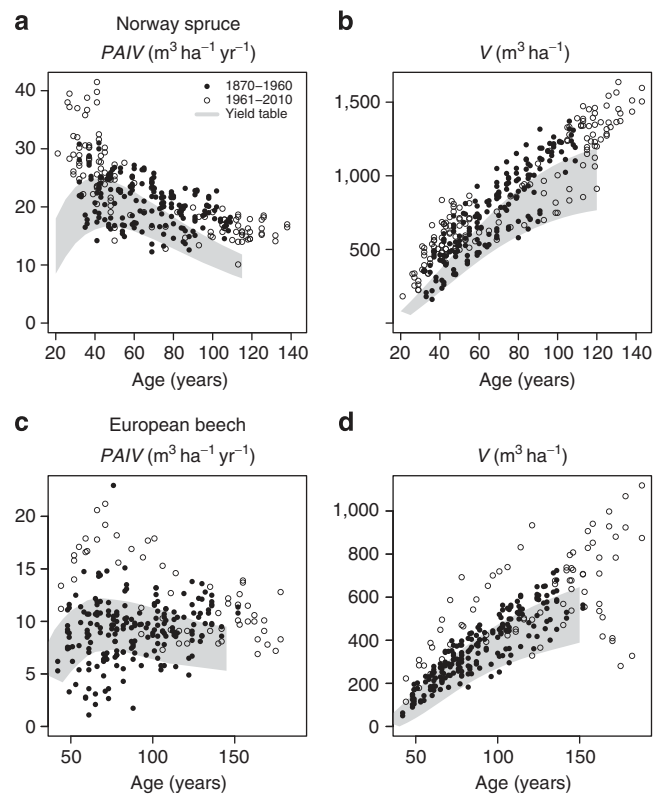 a
Norway spruce
PAIV (m³ ha⁻¹ yr⁻¹)
40
30
20
10
0
1870–1960
1961–2010
Yield table
20 40 60 80 100 120 140
Age (years)
b
V (m³ ha⁻¹)
1,500
1,000
500
20 40 60 80 100 120 140
Age (years)
c
European beech
PAIV (m³ ha⁻¹ yr⁻¹)
20
15
10
5
0
50 100 150
Age (years)
d
V (m³ ha⁻¹)
1,000
800
600
400
200
0
50 100 150
Age (years)